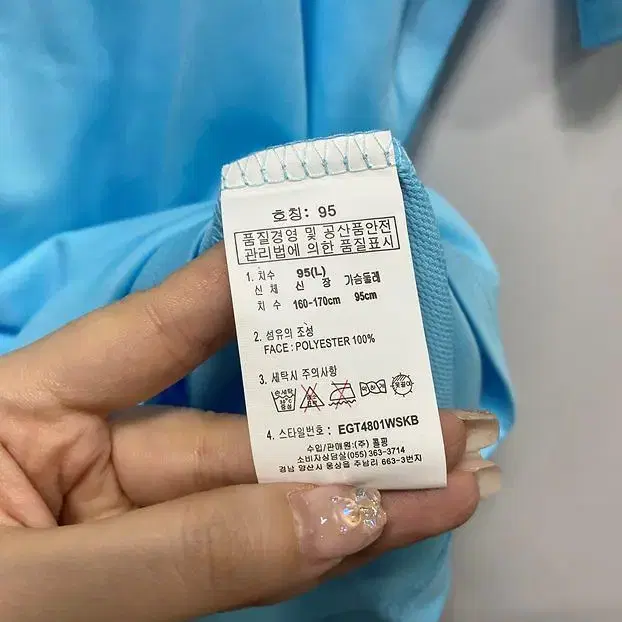 호칭: 95
품질경영 및 공산품안전
관리법에 의한 품질표시
1. 치수 95(L)
신체 신 장 가슴둘레
치 수 160-170cm 95cm
2. 섬유의 조성
FACE : POLYESTER 100%
3. 세탁시 주의사항
4. 스타일번호 : EGT4801WSKB
수입/판매원 : (주) 콜핑
소비자상담실 (055) 363-3714
경남 양산시 웅상읍 주남리 663-3번지